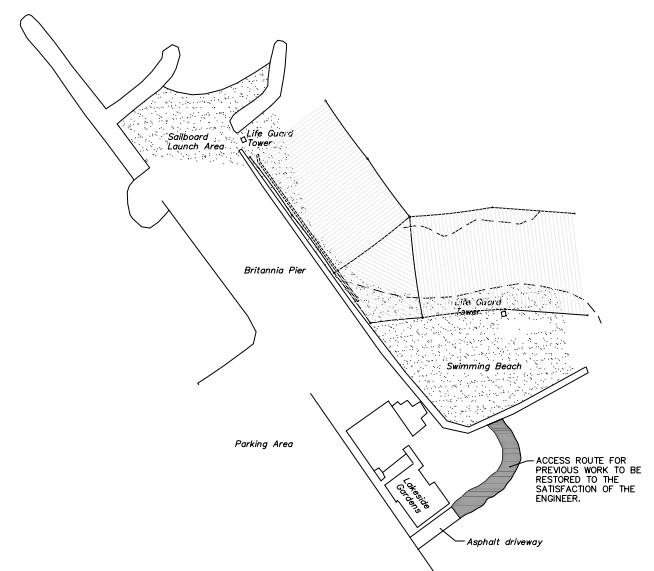 Sailboard
Launch Area
Life Guard
Tower
Britannia Pier
Life Guard
Tower
Swimming Beach
Parking Area
Lakeside
Gardens
ACCESS ROUTE FOR
PREVIOUS WORK TO BE
RESTORED TO THE
SATISFACTION OF THE
ENGINEER.
Asphalt driveway